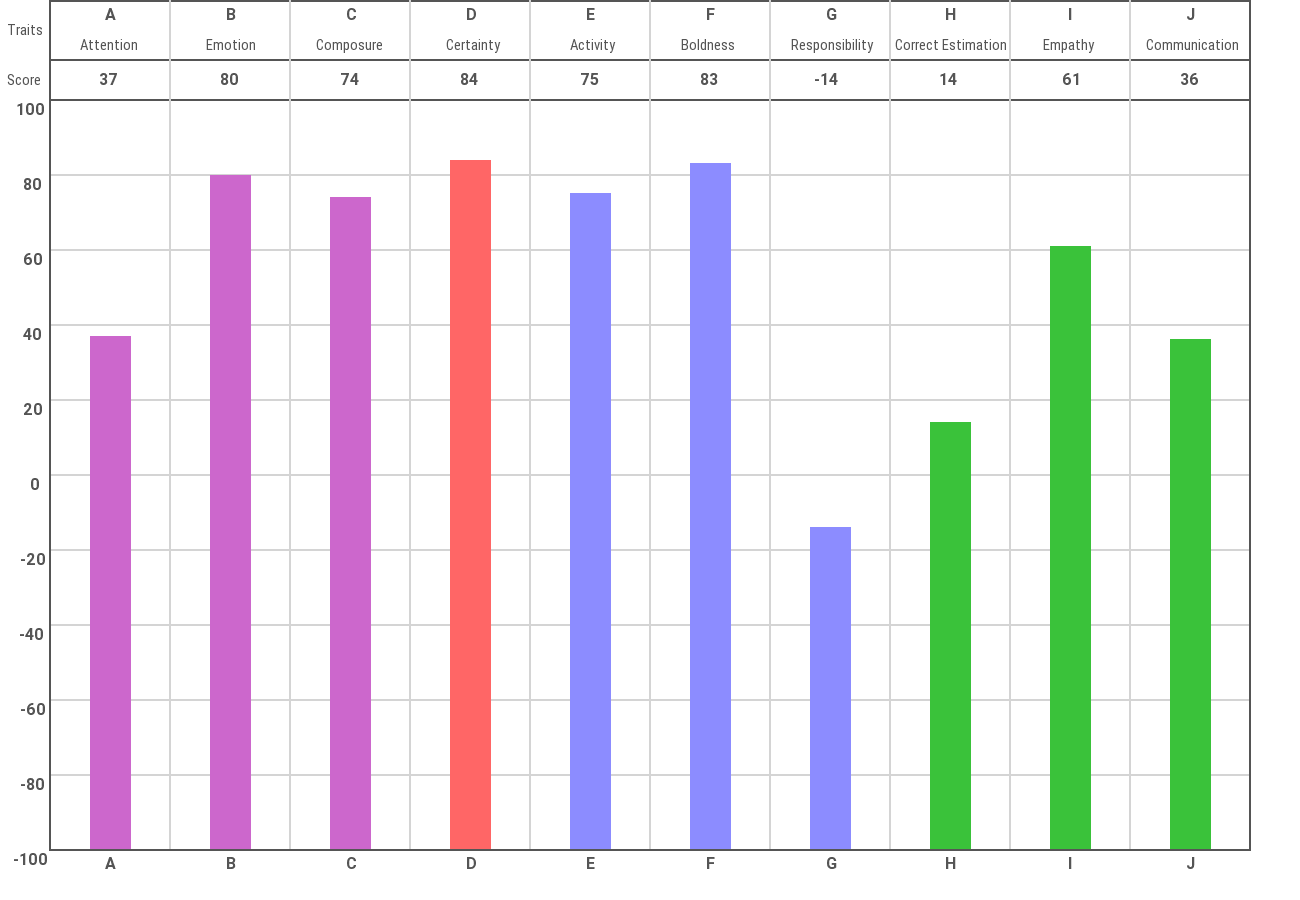 A B C D E F G H I J
Traits
Attention Emotion Composure Certainty Activity Boldness Responsibility Correct Estimation Empathy Communication
Score 37 80 74 84 75 83 -14 14 61 36
100
80
60
40
20
0
-20
-40
-60
-80
-100
A B C D E F G H I J